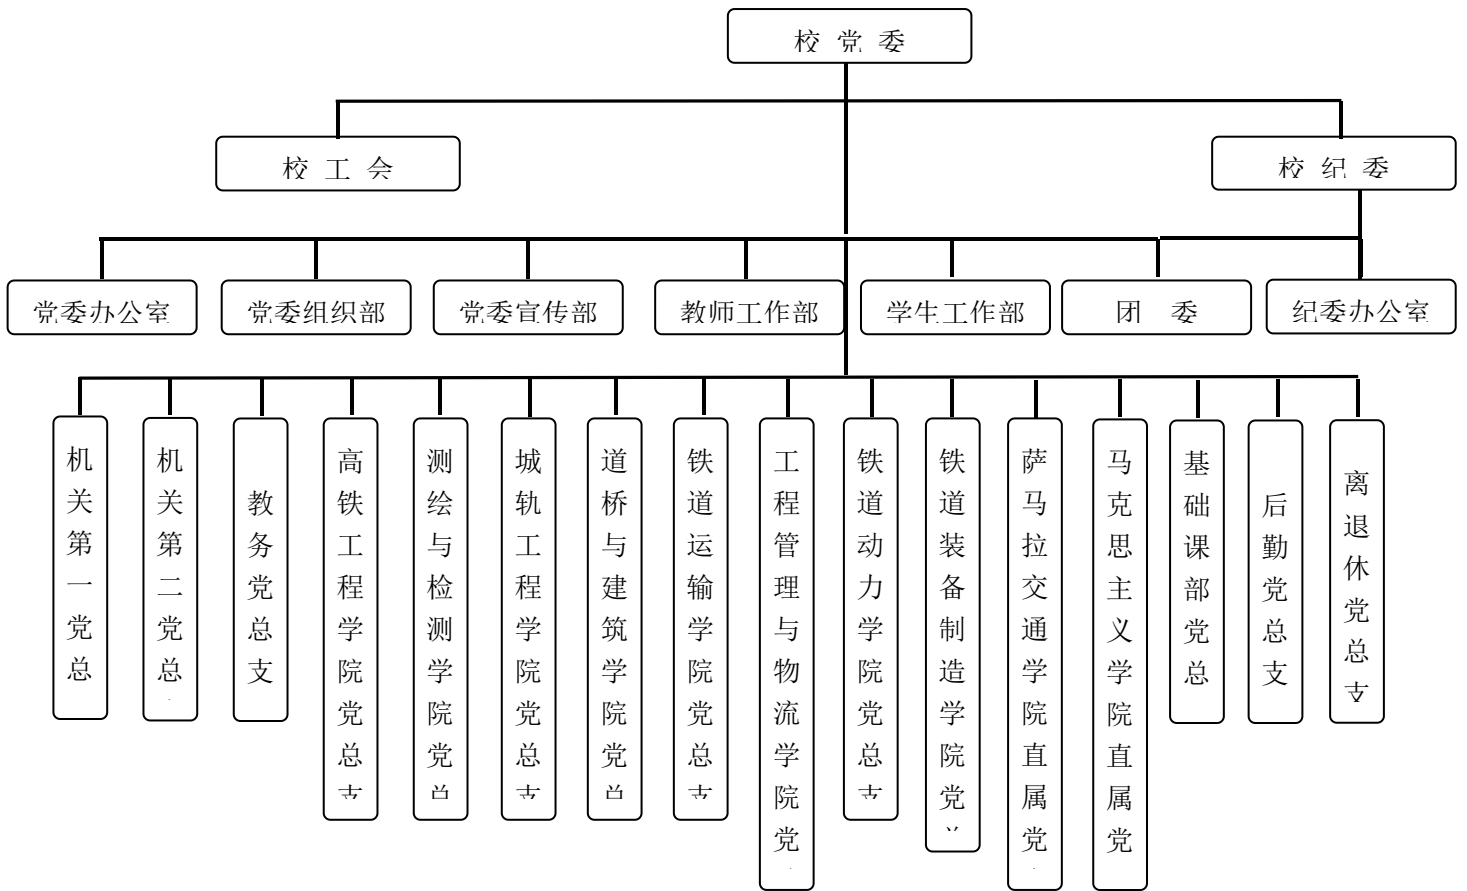 校 党 委
校 工 会
校 纪 委
党委办公室
党委组织部
党委宣传部
教师工作部
学生工作部
团 委
纪委办公室
机关第一党总
机关第二党总
教务党总支
高铁工程学院党总支
测绘与检测学院党总
城轨工程学院党总支
道桥与建筑学院党总
铁道运输学院党总支
工程管理与物流学院党
铁道动力学院党总支
铁道装备制造学院党总
萨马拉交通学院直属党
马克思主义学院直属党
基础课部党总
后勤党总支
离退休党总支